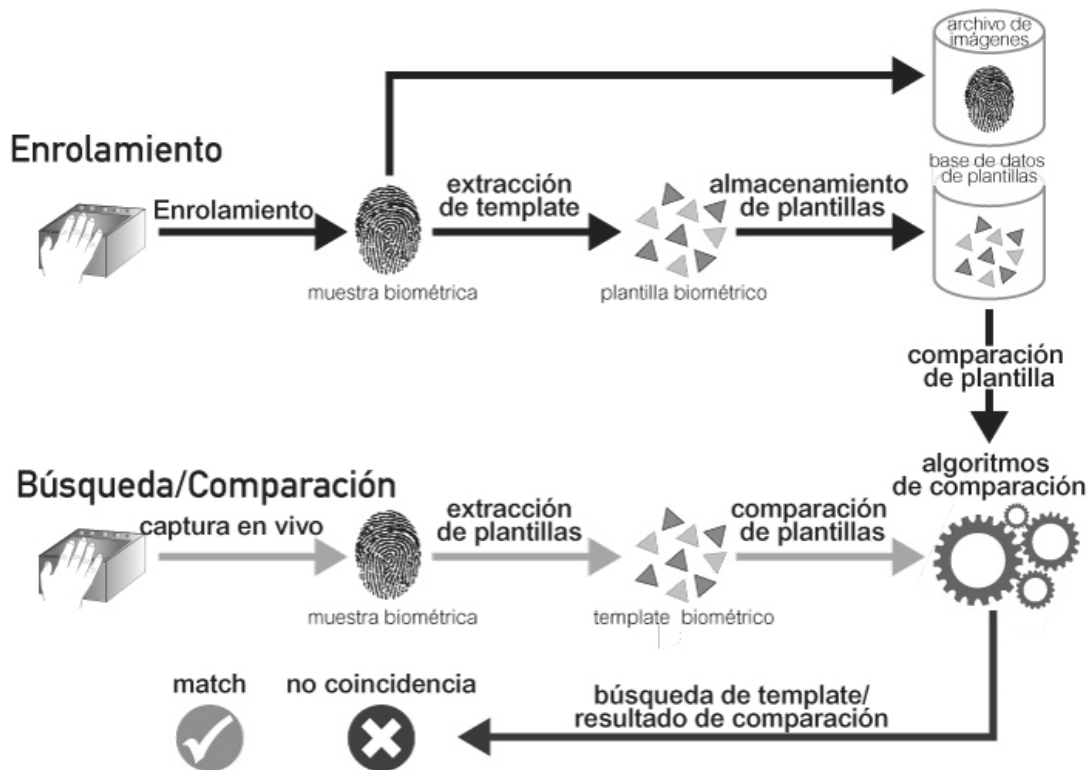 archivo de
imágenes
Enrolamiento
base de datos
de plantillas
Enrolamiento
extracción
de template
almacenamiento
de plantillas
muestra biométrica
plantilla biométrico
comparación
de plantilla
Búsqueda/Comparación
algoritmos
de comparación
captura en vivo
extracción
de plantillas
comparación
de plantillas
muestra biométrica
template biométrico
match
no coincidencia
búsqueda de template/
resultado de comparación